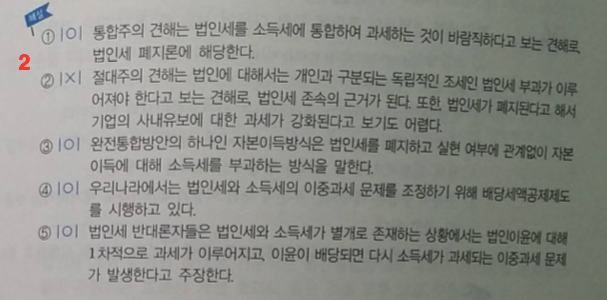 해설
① |O| 통합주의 견해는 법인세를 소득세에 통합하여 과세하는 것이 바람직하다고 보는 견해로,
법인세 폐지론에 해당한다.
2
② |X| 절대주의 견해는 법인에 대해서는 개인과 구분되는 독립적인 조세인 법인세 부과가 이루
어져야 한다고 보는 견해로, 법인세 존속의 근거가 된다. 또한 법인세가 폐지된다고 해서
기업의 사내유보에 대한 과세가 강화된다고 보기도 어렵다.
③ |O| 완전통합방안의 하나인 자본이득방식은 법인세를 폐지하고 실현 여부에 관계없이 자본
이득에 대해 소득세를 부과하는 방식을 말한다.
④ |O| 우리나라에서는 법인세와 소득세의 이중과세 문제를 조정하기 위해 배당세액공제제도
를 시행하고 있다.
⑤ |O| 법인세 반대론자들은 법인세와 소득세가 별개로 존재하는 상황에서는 법인이윤에 대해
1차적으로 과세가 이루어지고, 이윤이 배당되면 다시 소득세가 과세되는 이중과세 문제
가 발생한다고 주장한다.